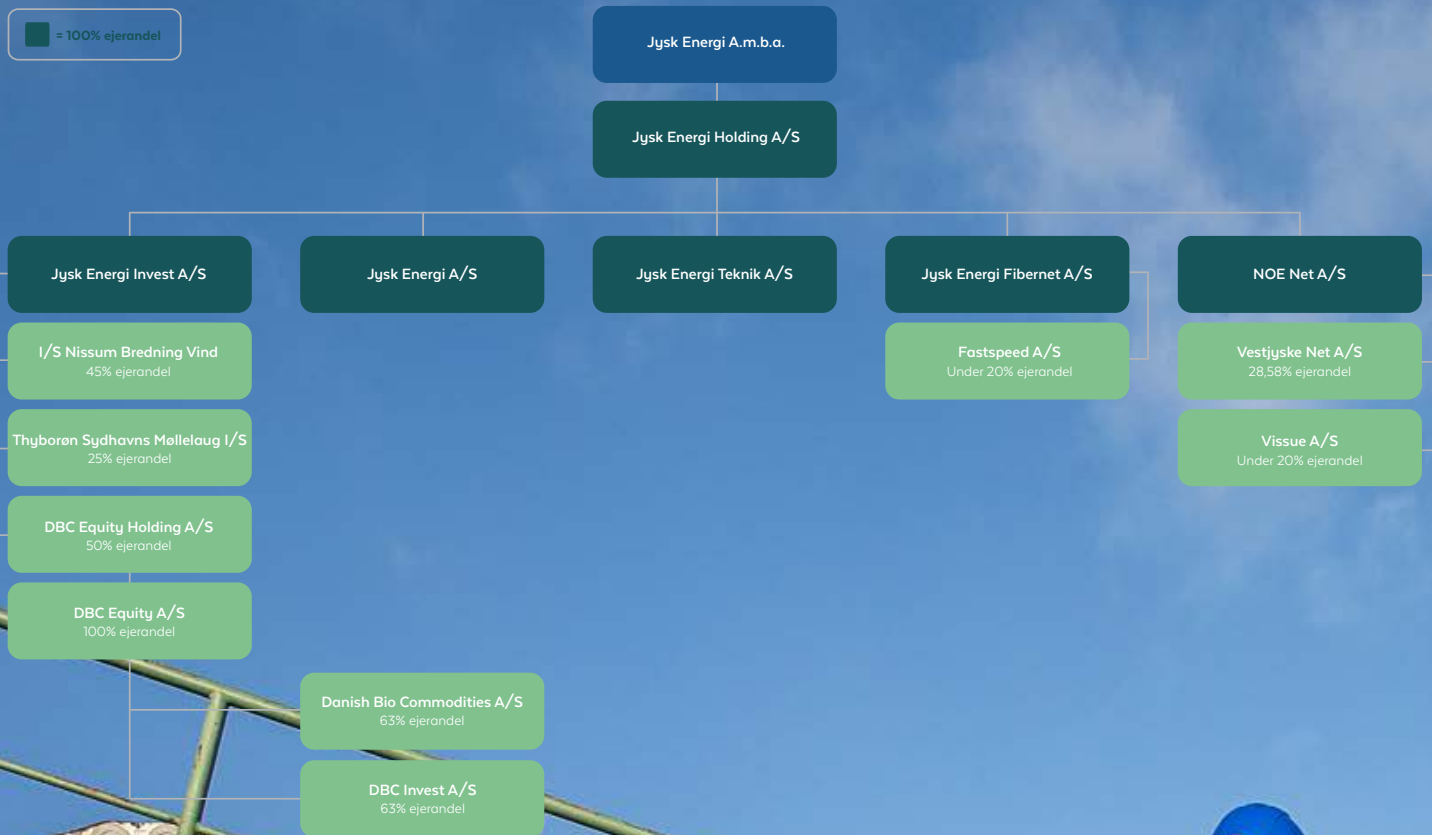 = 100% ejerandel
Jysk Energi A.m.b.a.
Jysk Energi Holding A/S
Jysk Energi Invest A/S
Jysk Energi A/S
Jysk Energi Teknik A/S
Jysk Energi Fibernet A/S
NOE Net A/S
I/S Nissum Bredning Vind
45% ejerandel
Fastspeed A/S
Under 20% ejerandel
Vestjyske Net A/S
28,58% ejerandel
Thyborøn Sydhavns Møllelaug I/S
25% ejerandel
Vissue A/S
Under 20% ejerandel
DBC Equity Holding A/S
50% ejerandel
DBC Equity A/S
100% ejerandel
Danish Bio Commodities A/S
63% ejerandel
DBC Invest A/S
63% ejerandel